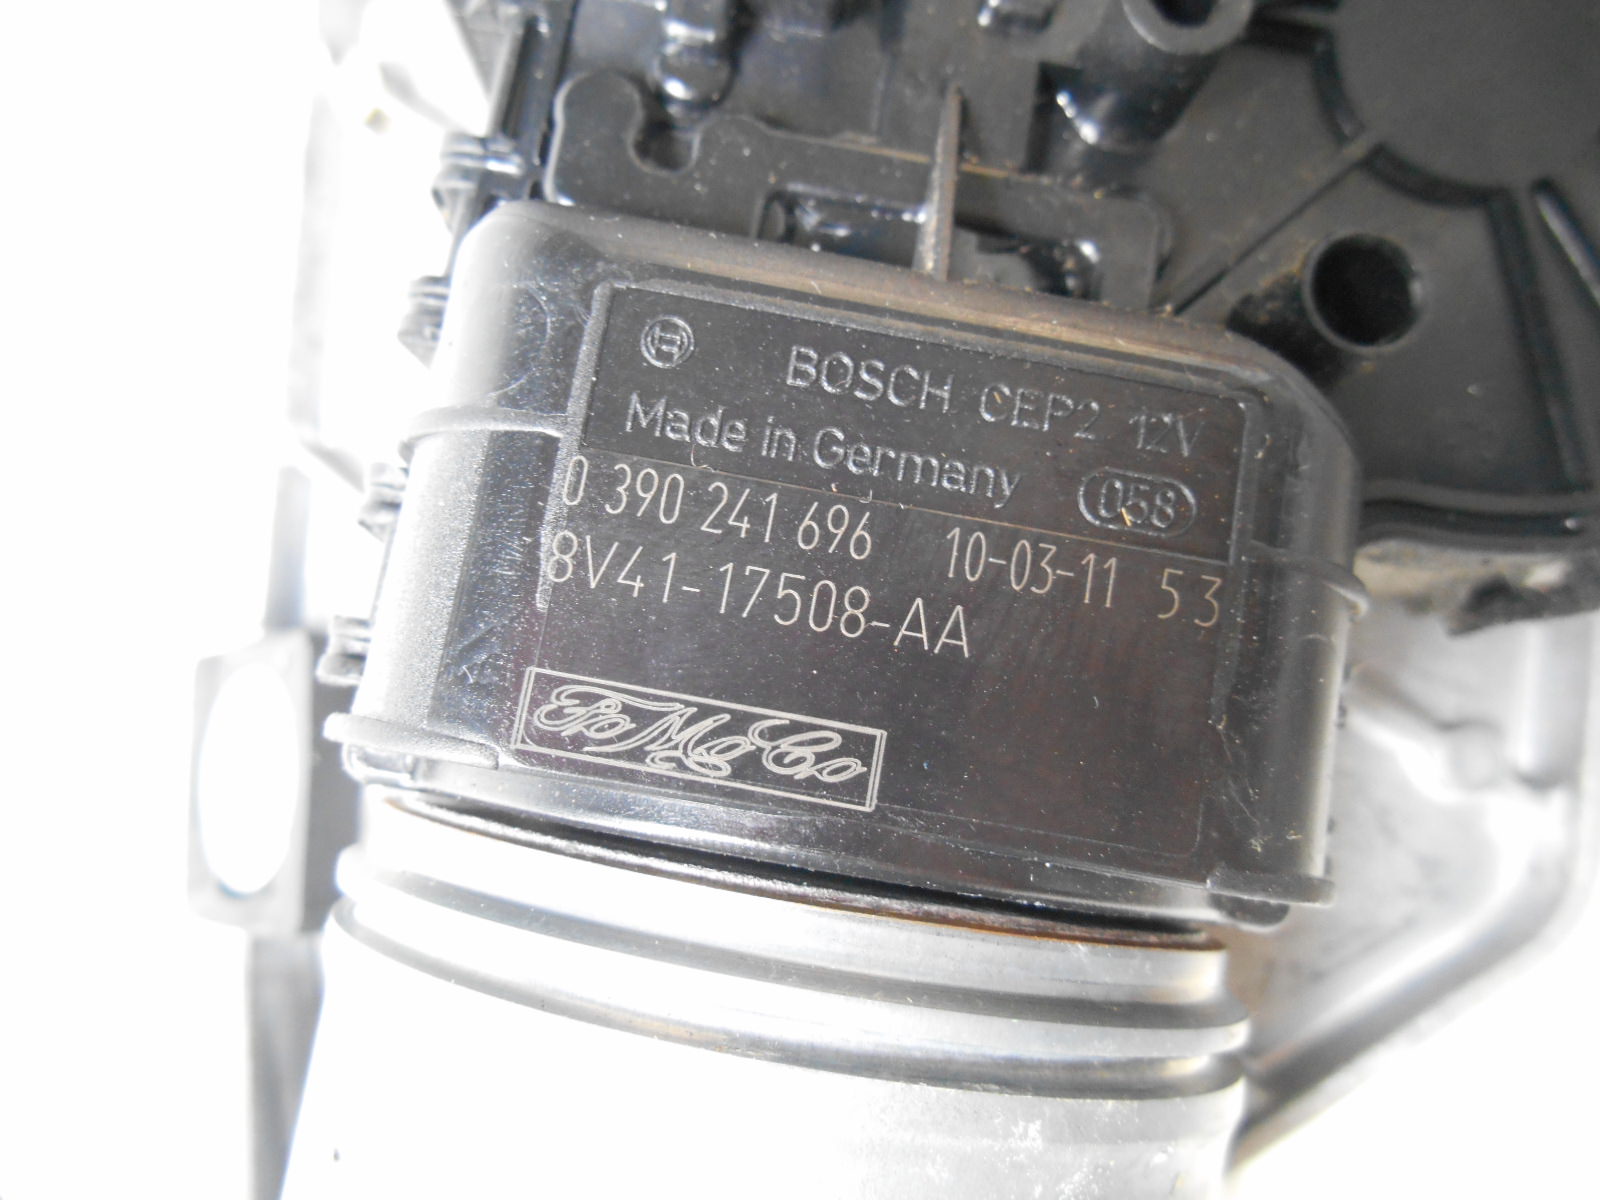 BOSCH CEP2 12V
Made in Germany 058
0 390 241 696 10-03-11 53
8V41-17508-AA
FoMoCo